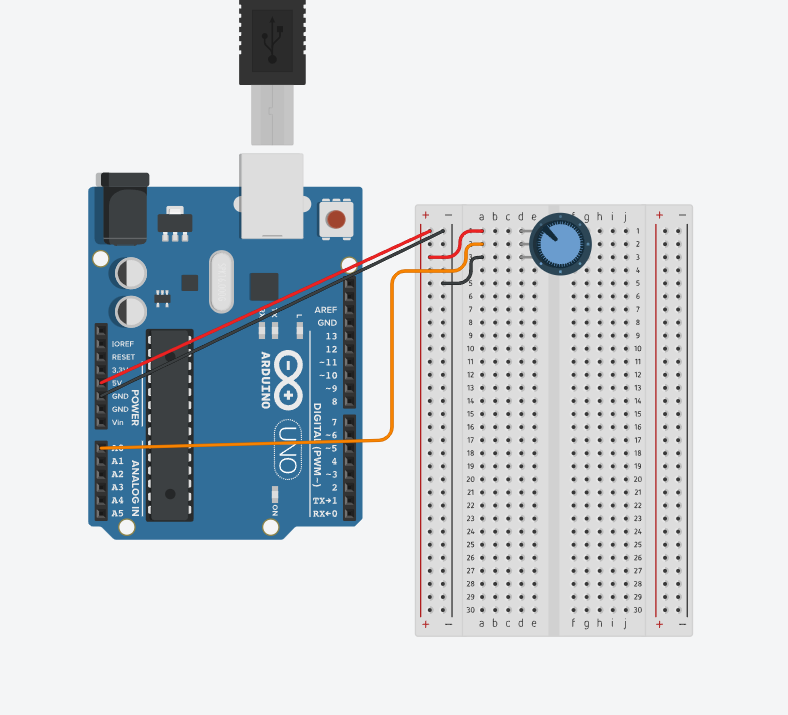 + − a b c d e f g h i j + −
1 1
2 2
3
4 4
5 5
6 6
7 7
8 8
9 9
10 10
11 11
12 12
13 13
14 14
15 15
16 16
17 17
18 18
19 19
20 20
21 21
22 22
23 23
24 24
25 25
26 26
27 27
28 28
29 29
30 30
+ − a b c d e f g h i j + −
AREF
GND
13
12
~11
~10
~9
8
7
~6
~5
4
~3
2
TX→1
RX←0
DIGITAL (PWM~)
IOREF
RESET
3.3V
5V
GND
GND
Vin
POWER
A1
A2
A3
A4
A5
ANALOG IN
L
ARDUINO
UNO
ON